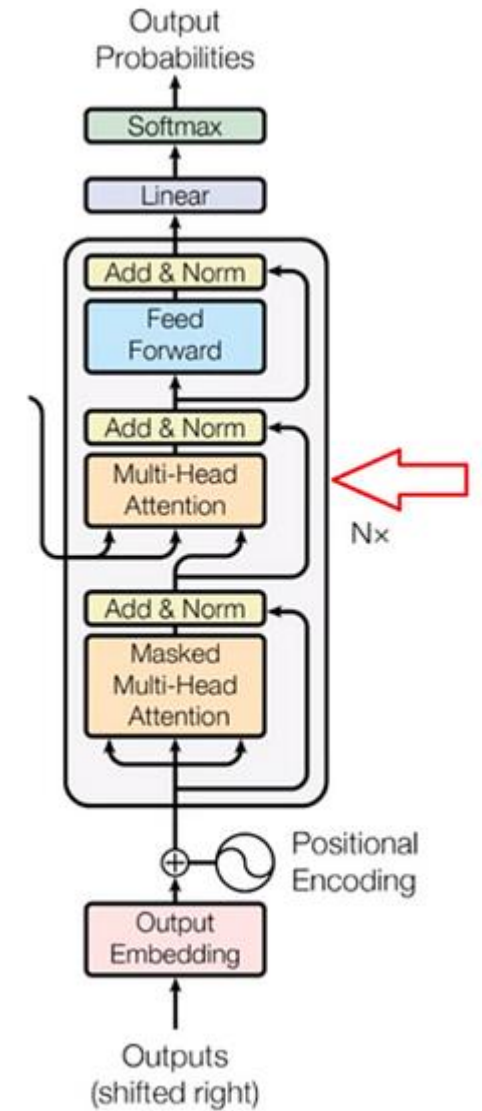 Output
Probabilities
Softmax
Linear
Add & Norm
Feed
Forward
Add & Norm
Multi-Head
Attention
N×
Add & Norm
Masked
Multi-Head
Attention
Positional
Encoding
Output
Embedding
Outputs
(shifted right)